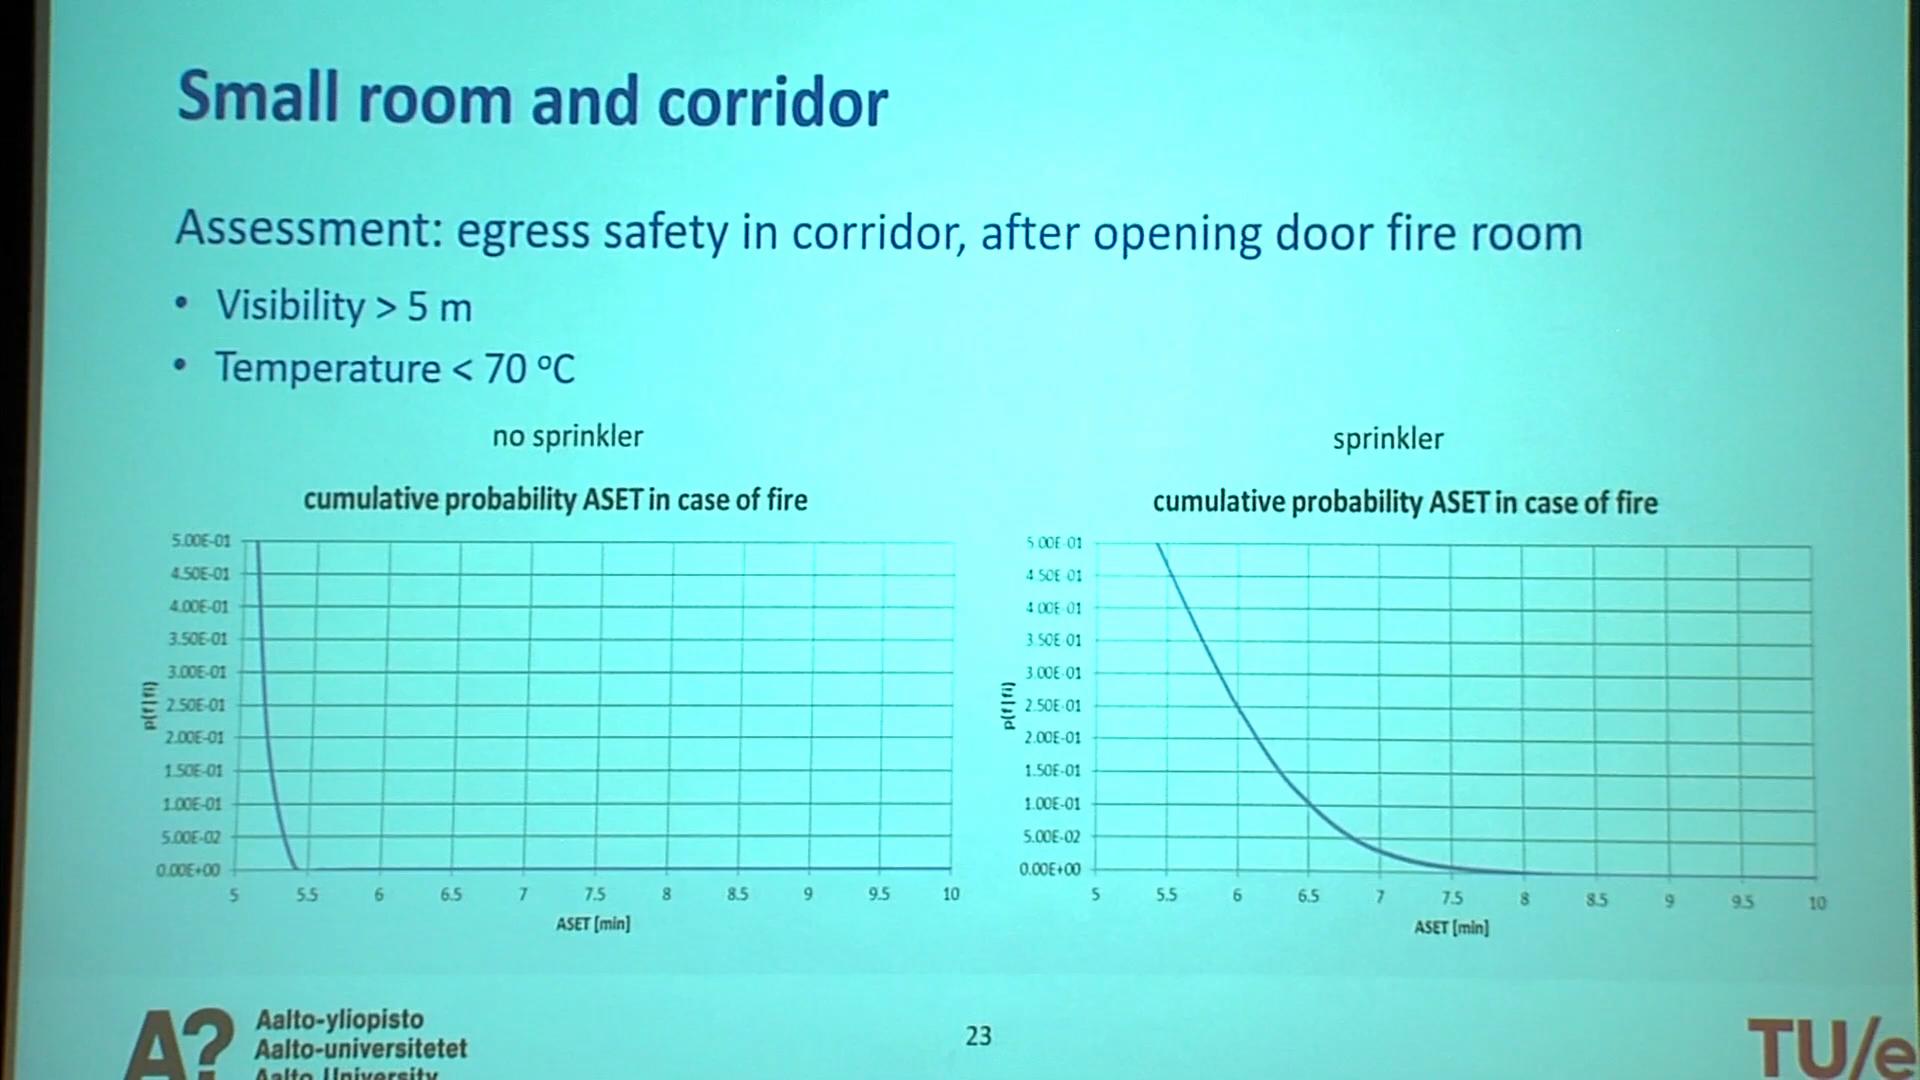 Small room and corridor
Assessment: egress safety in corridor, after opening door fire room
• Visibility > 5 m
• Temperature < 70 °C
no sprinkler
cumulative probability ASET in case of fire
5.00E-01
4.50E-01
4.00E-01
3.50E-01
3.00E-01
2.50E-01
2.00E-01
1.50E-01
1.00E-01
5.00E-02
0.00E+00
p(f|fi)
5 5.5 6 6.5 7 7.5 8 8.5 9 9.5 10
ASET [min]
sprinkler
cumulative probability ASET in case of fire
5.00E-01
4.50E-01
4.00E-01
3.50E-01
3.00E-01
2.50E-01
2.00E-01
1.50E-01
1.00E-01
5.00E-02
0.00E+00
p(f|fi)
5 5.5 6 6.5 7 7.5 8 8.5 9 9.5 10
ASET [min]
A?
Aalto-yliopisto
Aalto-universitetet
Aalto University
23
TU/e